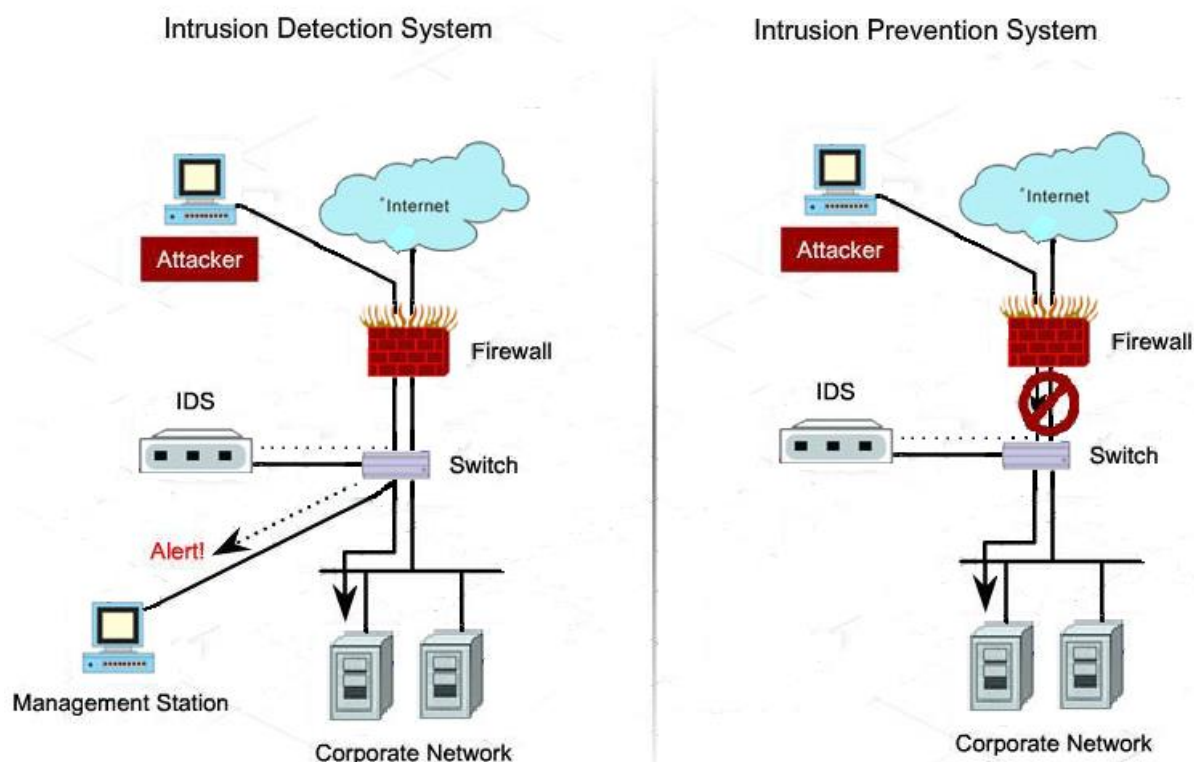 Intrusion Detection System
Internet
Attacker
Firewall
IDS
Switch
Alert!
Management Station
Corporate Network
Intrusion Prevention System
Internet
Attacker
Firewall
IDS
Switch
Corporate Network